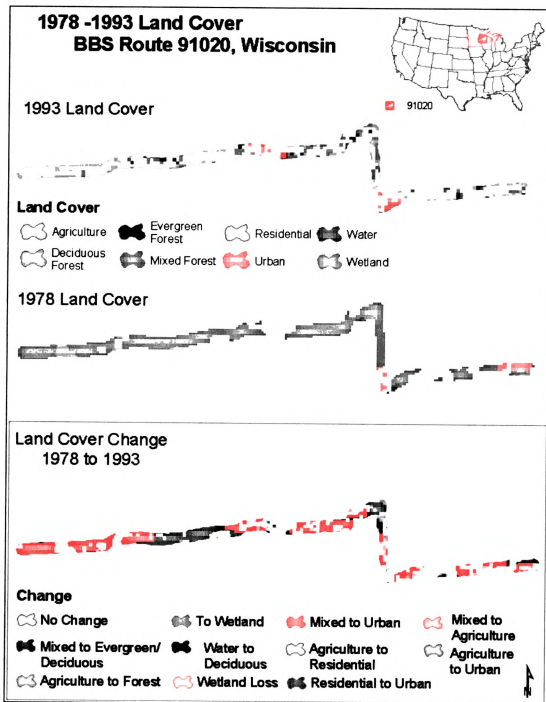 1978 -1993 Land Cover
BBS Route 91020, Wisconsin
91020
1993 Land Cover
Land Cover
Agriculture
Evergreen
Forest
Residential
Water
Deciduous
Forest
Mixed Forest
Urban
Wetland
1978 Land Cover
Land Cover Change
1978 to 1993
Change
No Change
To Wetland
Mixed to Urban
Mixed to
Agriculture
Mixed to Evergreen/
Deciduous
Water to
Deciduous
Agriculture to
Residential
Agriculture
to Urban
Agriculture to Forest
Wetland Loss
Residential to Urban
N